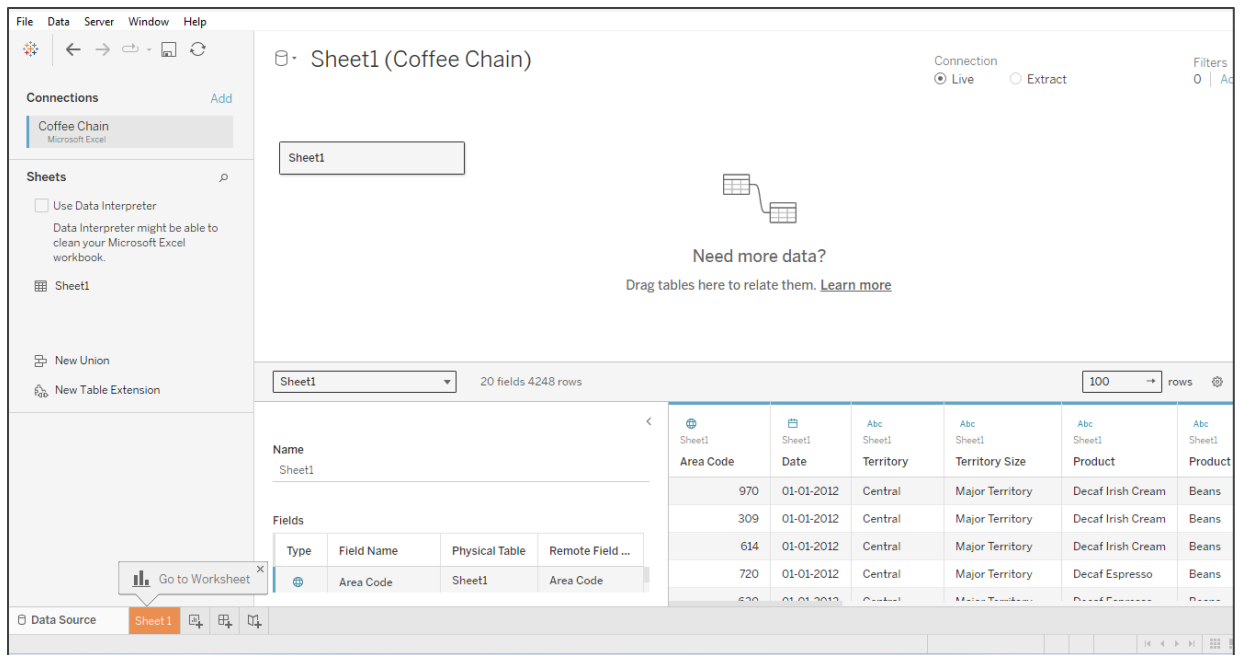 File Data Server Window Help
Sheet1 (Coffee Chain)
Connection
Live Extract
Filters
0
Connections Add
Coffee Chain
Microsoft Excel
Sheets
Use Data Interpreter
Data Interpreter might be able to
clean your Microsoft Excel
workbook.
Sheet1
New Union
New Table Extension
Sheet1
Need more data?
Drag tables here to relate them. Learn more
Sheet1 20 fields 4248 rows 100 → rows
Name
Sheet1
Fields
Type Field Name Physical Table Remote Field ...
Area Code Sheet1 Area Code
Abc Abc Abc Abc
Sheet1 Sheet1 Sheet1 Sheet1 Sheet1 Sheet1
Area Code Date Territory Territory Size Product Product
970 01-01-2012 Central Major Territory Decaf Irish Cream Beans
309 01-01-2012 Central Major Territory Decaf Irish Cream Beans
614 01-01-2012 Central Major Territory Decaf Irish Cream Beans
720 01-01-2012 Central Major Territory Decaf Espresso Beans
Go to Worksheet
Data Source Sheet 1